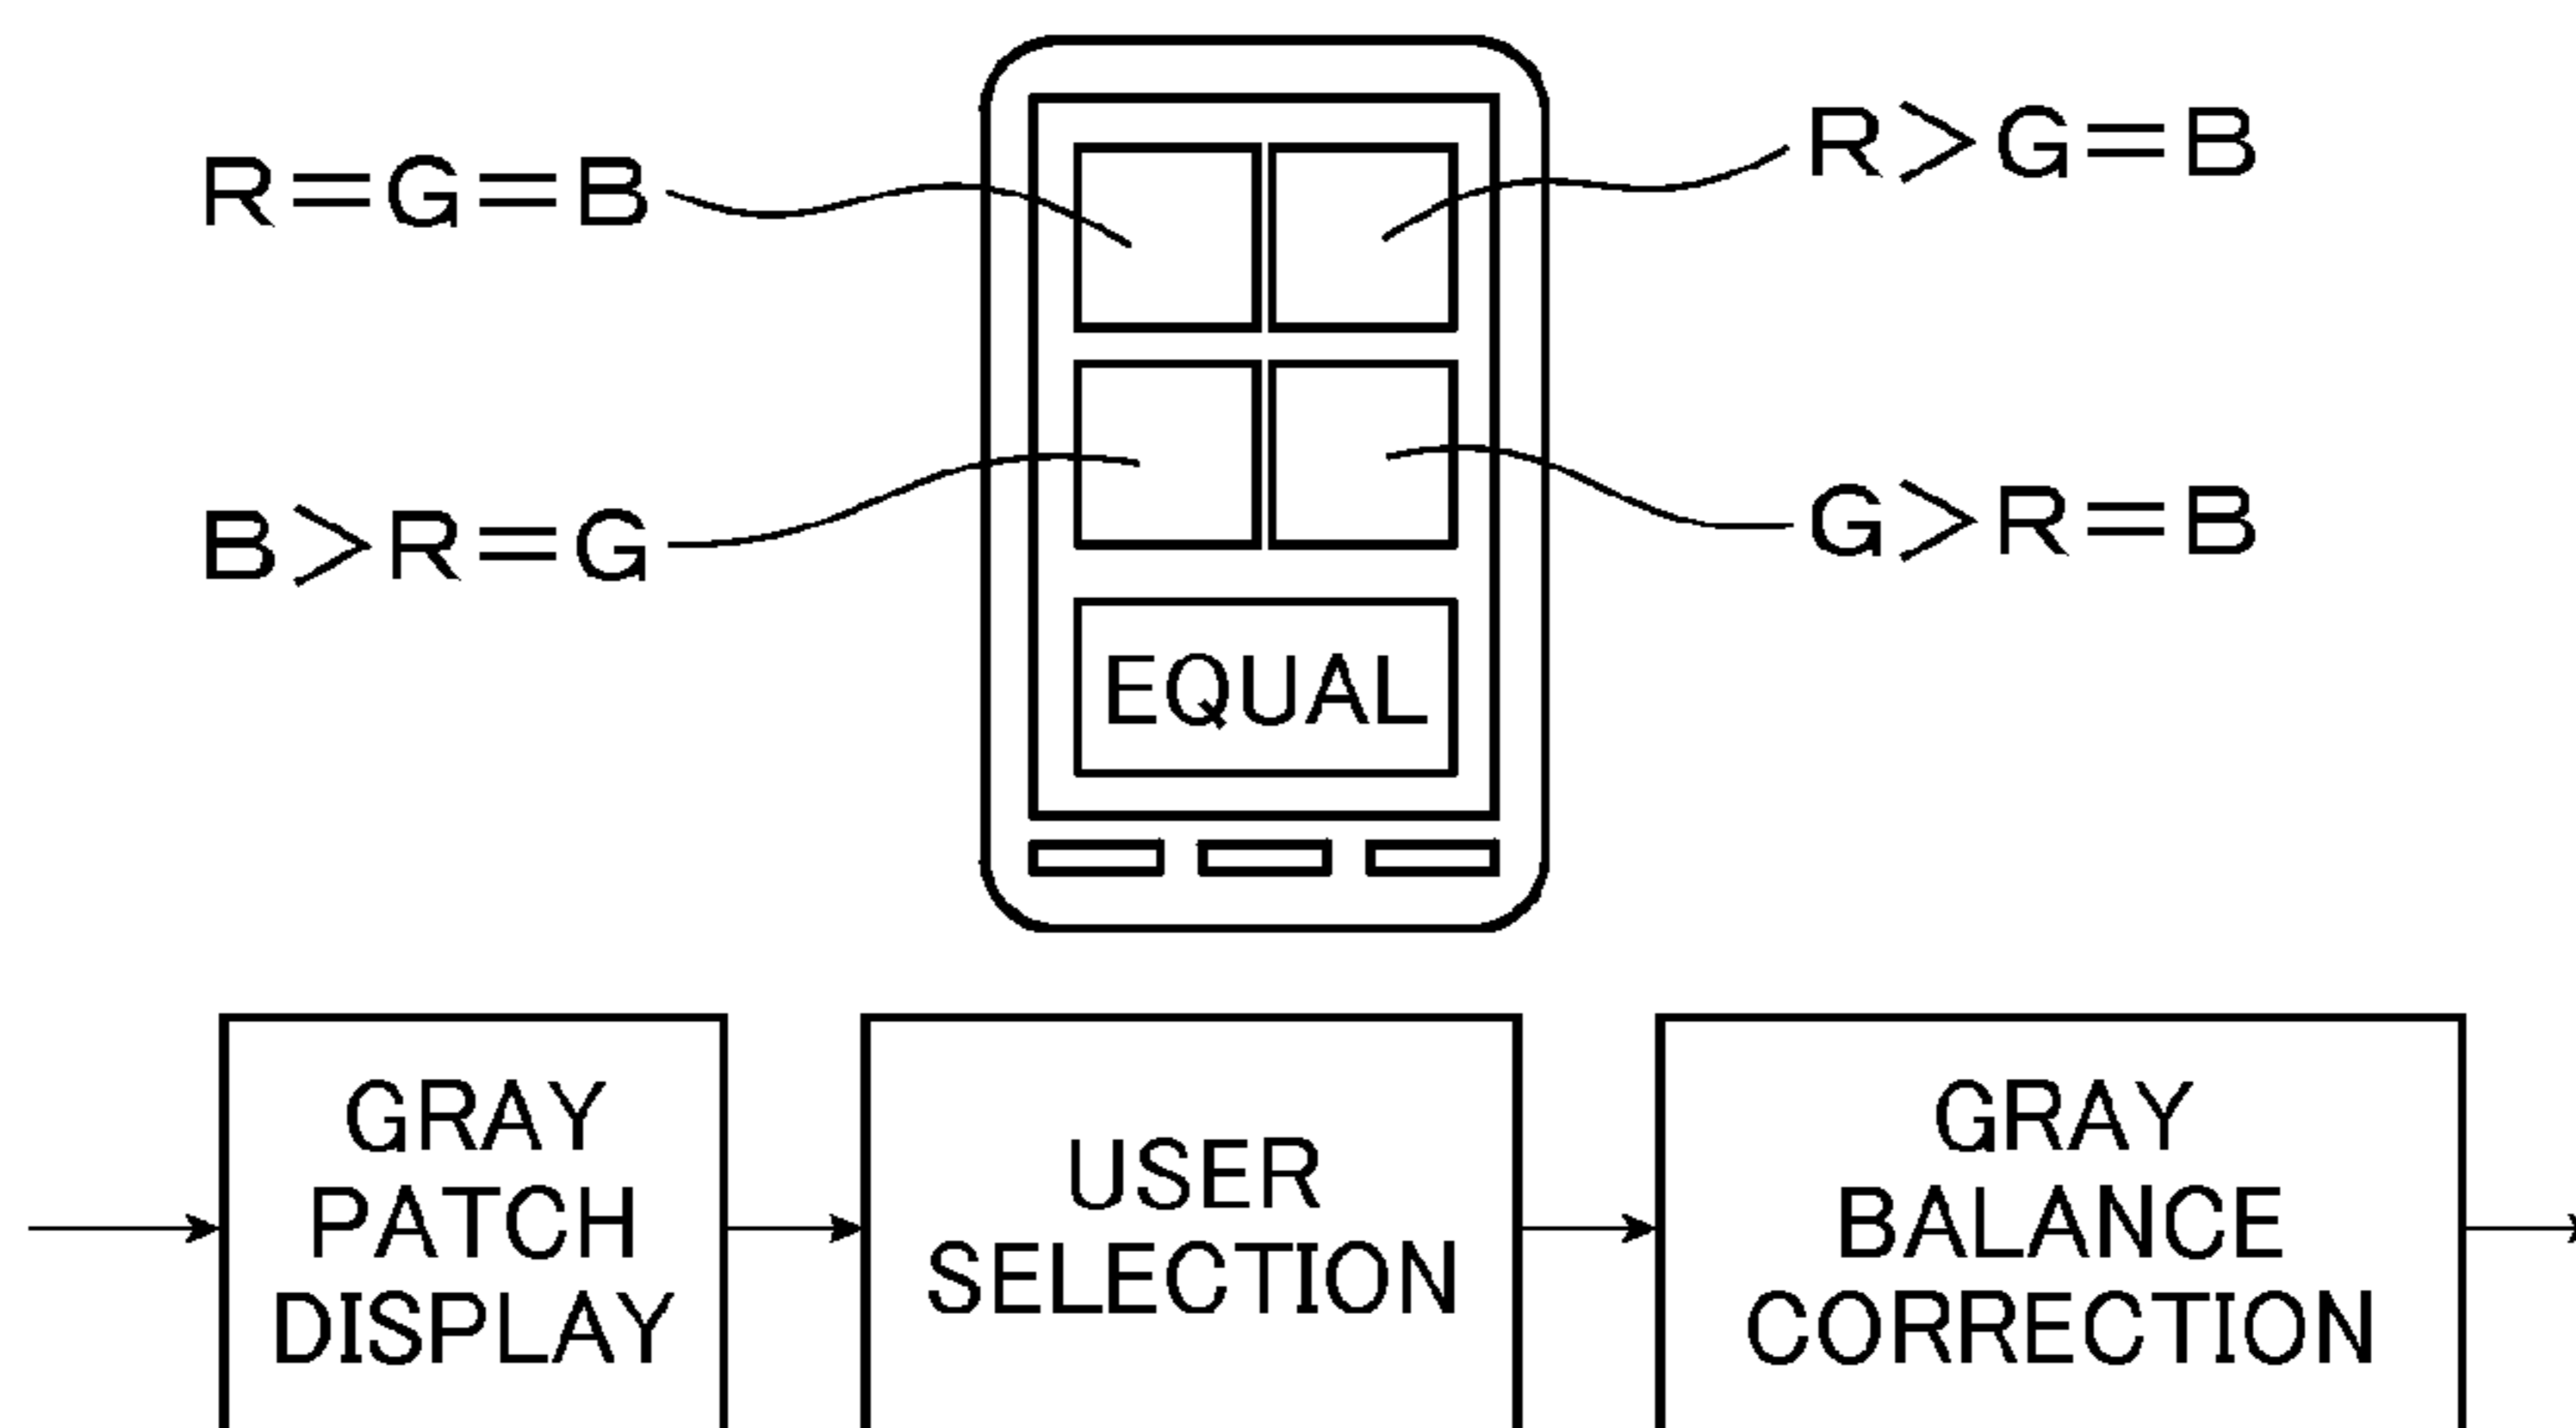 R=G=B
R>G=B
B>R=G
G>R=B
EQUAL
GRAY
PATCH
DISPLAY
USER
SELECTION
GRAY
BALANCE
CORRECTION